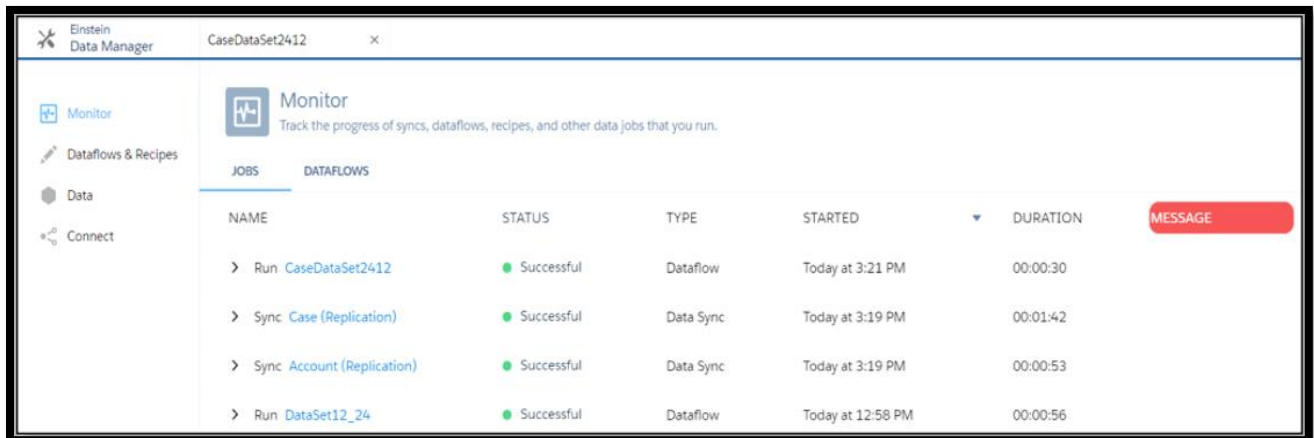 Einstein
Data Manager
CaseDataSet2412 ×
Monitor
Dataflows & Recipes
Data
Connect
Monitor
Track the progress of syncs, dataflows, recipes, and other data jobs that you run.
JOBS DATAFLOWS
NAME STATUS TYPE STARTED DURATION MESSAGE
Run CaseDataSet2412 Successful Dataflow Today at 3:21 PM 00:00:30
Sync Case (Replication) Successful Data Sync Today at 3:19 PM 00:01:42
Sync Account (Replication) Successful Data Sync Today at 3:19 PM 00:00:53
Run DataSet12_24 Successful Dataflow Today at 12:58 PM 00:00:56